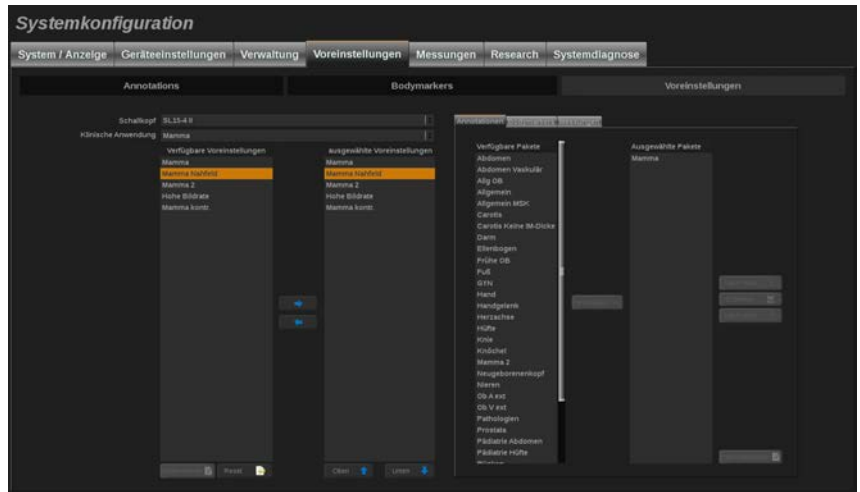 Systemkonfiguration
System / Anzeige Geräteeinstellungen Verwaltung Voreinstellungen Messungen Research Systemdiagnose
Annotations Bodymarkers Voreinstellungen
Schallkopf SL15-4 II
Klinische Anwendung Mamma
Verfügbare Voreinstellungen
Mamma
Mamma Nahfeld
Mamma 2
Hohe Bildrate
Mamma kontr.
Reset
ausgewählte Voreinstellungen
Mamma
Mamma Nahfeld
Mamma 2
Hohe Bildrate
Mamma kontr.
Oben Unten
Annotationen
Verfügbare Pakete
Abdomen
Abdomen Vaskulär
Allg OB
Allgemein
Allgemein MSK
Carotis
Carotis Keine IM-Dicke
Darm
Ellenbogen
Frühe OB
Fuß
GYN
Hand
Handgelenk
Herzachse
Hüfte
Knie
Knöchel
Mamma 2
Neugeborenenkopf
Nieren
Ob A ext
Ob V ext
Pathologien
Prostata
Pädiatrie Abdomen
Pädiatrie Hüfte
Ausgewählte Pakete
Mamma